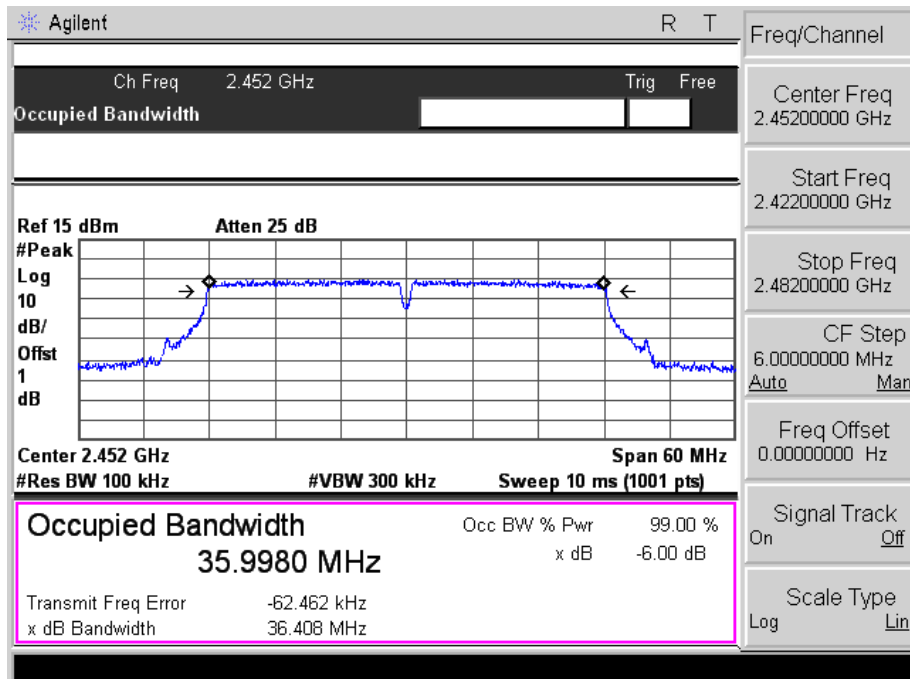 Agilent R T
Ch Freq 2.452 GHz Trig Free
Occupied Bandwidth
Ref 15 dBm Atten 25 dB
#Peak
Log
10
dB/
Offst
1
dB
Center 2.452 GHz Span 60 MHz
#Res BW 100 kHz #VBW 300 kHz Sweep 10 ms (1001 pts)
Occupied Bandwidth
35.9980 MHz
Occ BW % Pwr 99.00 %
x dB -6.00 dB
Transmit Freq Error -62.462 kHz
x dB Bandwidth 36.408 MHz
Freq/Channel
Center Freq
2.45200000 GHz
Start Freq
2.42200000 GHz
Stop Freq
2.48200000 GHz
CF Step
6.00000000 MHz
Auto Man
Freq Offset
0.00000000 Hz
Signal Track
On Off
Scale Type
Log Lin